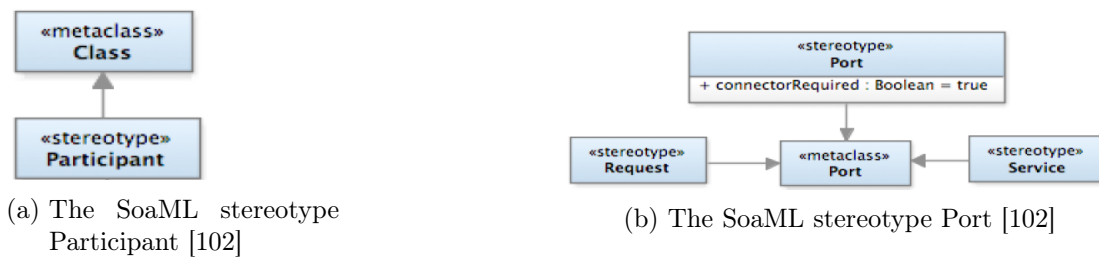 «metaclass»
Class
«stereotype»
Participant
(a) The SoaML stereotype
Participant [102]
«stereotype»
Port
+ connectorRequired : Boolean = true
«stereotype»
Request
«metaclass»
Port
«stereotype»
Service
(b) The SoaML stereotype Port [102]